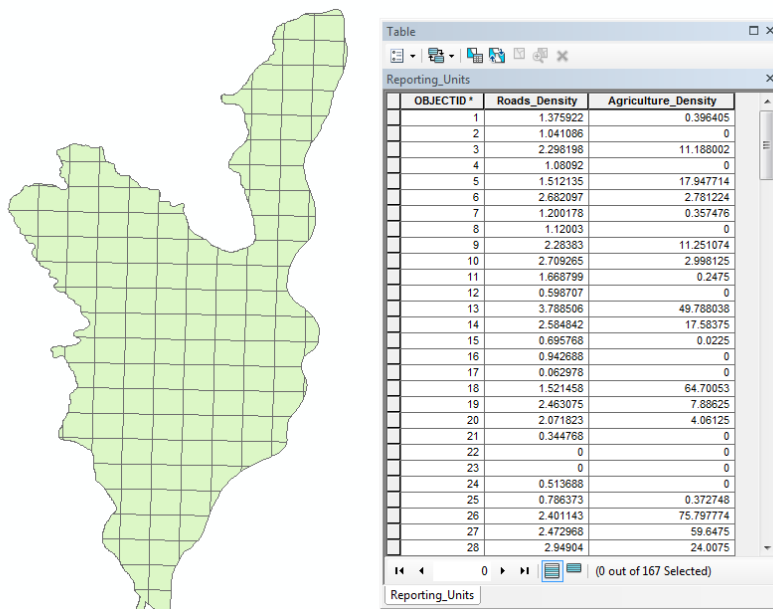 Table
Reporting_Units
OBJECTID * Roads_Density Agriculture_Density
1 1.375922 0.396405
2 1.041086 0
3 2.298198 11.188002
4 1.08092 0
5 1.512135 17.947714
6 2.682097 2.781224
7 1.200178 0.357476
8 1.12003 0
9 2.28383 11.251074
10 2.709265 2.998125
11 1.668799 0.2475
12 0.598707 0
13 3.788506 49.788038
14 2.584842 17.58375
15 0.695768 0.0225
16 0.942688 0
17 0.062978 0
18 1.521458 64.70053
19 2.463075 7.88625
20 2.071823 4.06125
21 0.344768 0
22 0 0
23 0 0
24 0.513688 0
25 0.786373 0.372748
26 2.401143 75.797774
27 2.472968 59.6475
28 2.94904 24.0075
0 (0 out of 167 Selected)
Reporting_Units